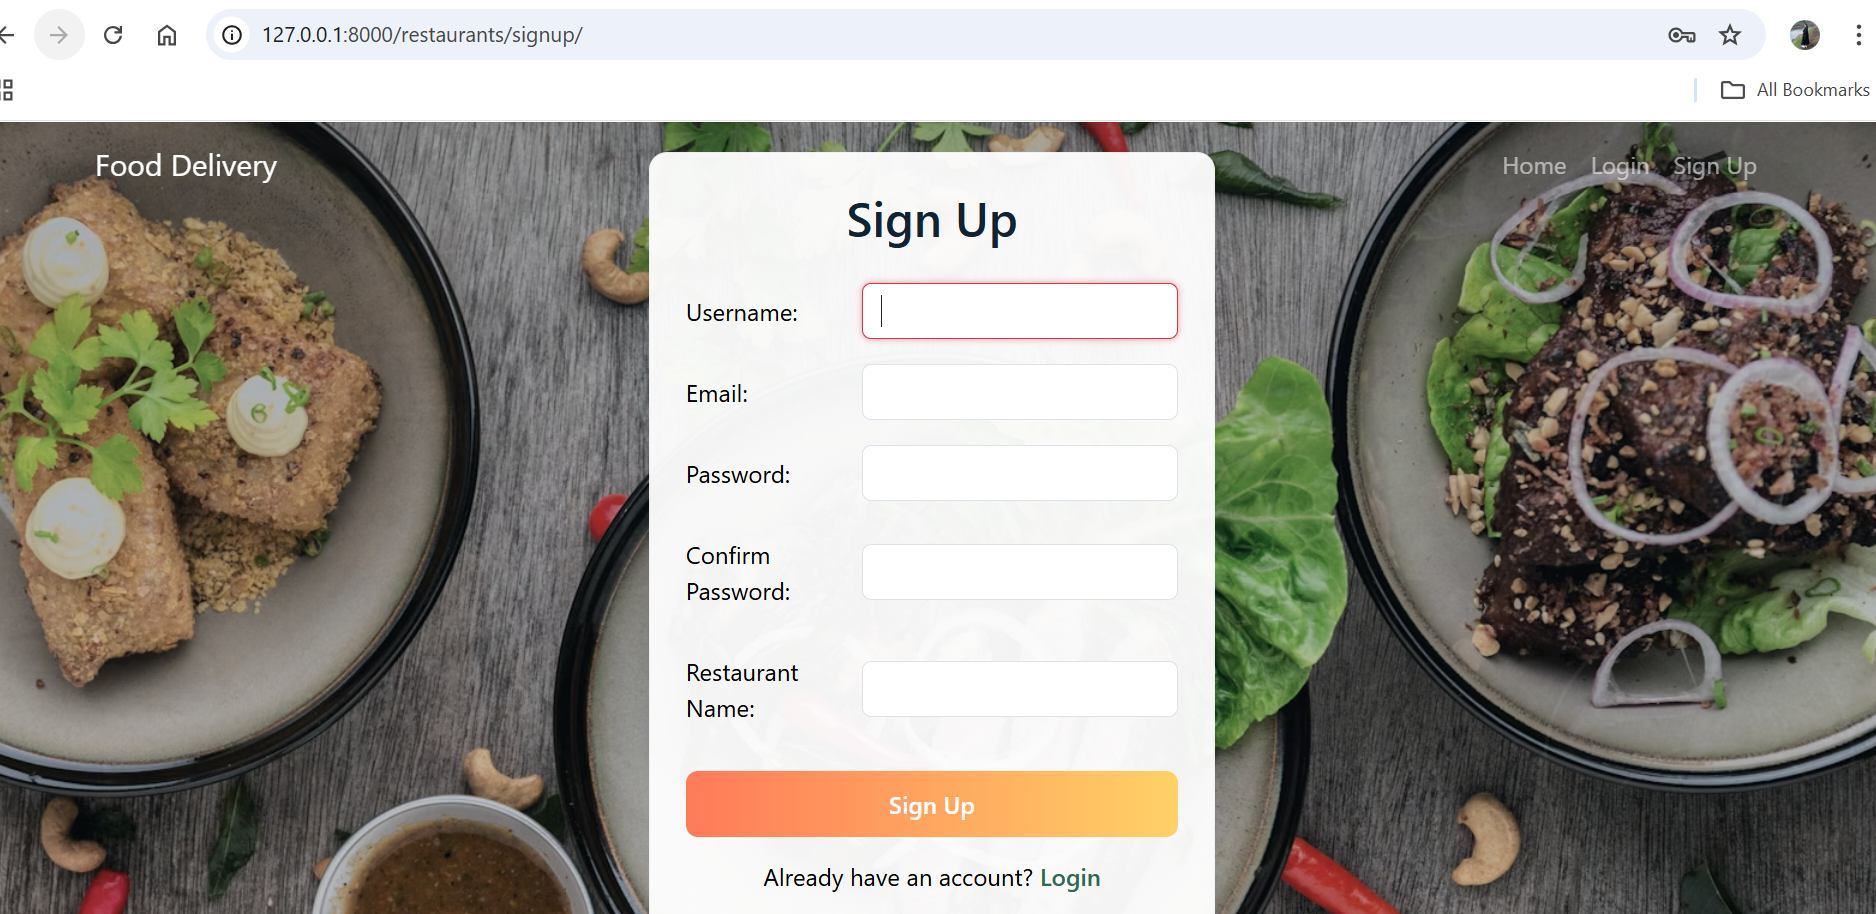 127.0.0.1:8000/restaurants/signup/
All Bookmarks
Food Delivery
Home Login Sign Up
Sign Up
Username:
Email:
Password:
Confirm
Password:
Restaurant
Name:
Sign Up
Already have an account? Login